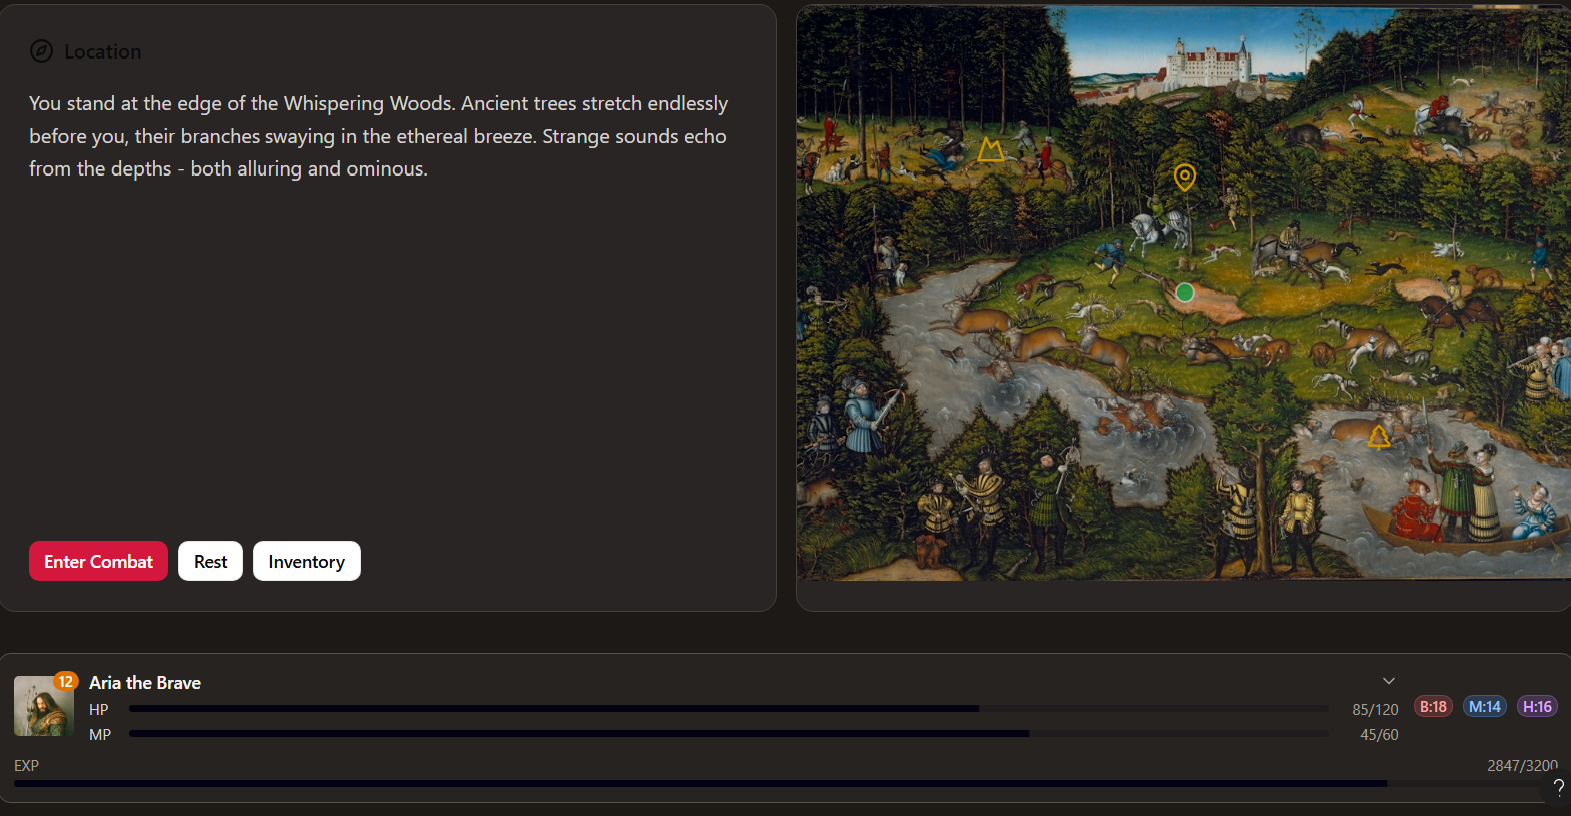 Location
You stand at the edge of the Whispering Woods. Ancient trees stretch endlessly
before you, their branches swaying in the ethereal breeze. Strange sounds echo
from the depths - both alluring and ominous.
Enter Combat Rest Inventory
12
Aria the Brave
HP 85/120
MP 45/60
B:18 M:14 H:16
EXP 2847/3200
?